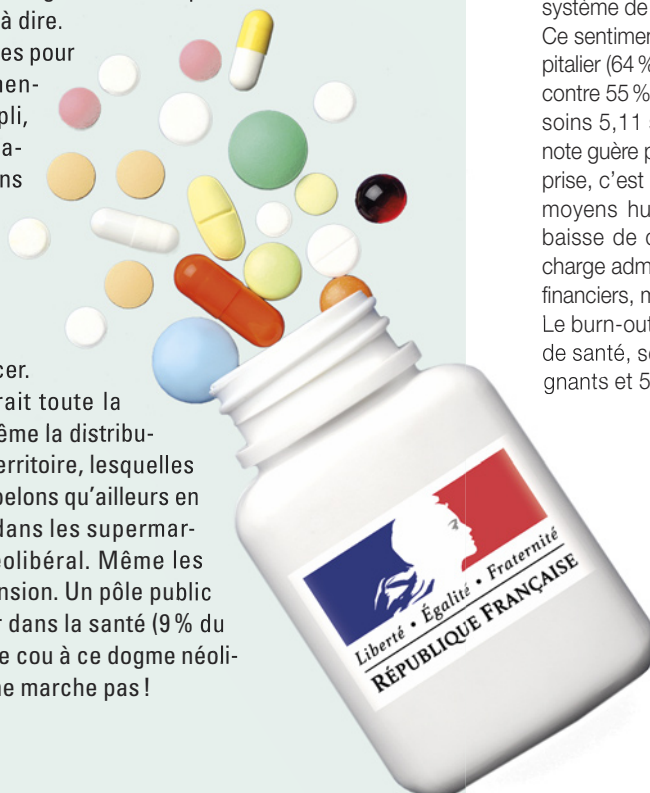 à dire.
es pour
men-
pli,
a-
ns
cer.
rait toute la
ême la distribu-
erritoire, lesquelles
pelons qu'ailleurs en
dans les supermar-
éolibéral. Même les
nsion. Un pôle public
r dans la santé (9 % du
e cou à ce dogme néoli-
ne marche pas !
système de
Ce sentimen
pitalier (64 %
contre 55 %
soins 5,11 s
note guère p
prise, c'est
moyens hu
baisse de c
charge adm
financiers, m
Le burn-out
de santé, so
gnants et 5
Liberté • Égalité • Fraternité
RÉPUBLIQUE FRANÇAISE